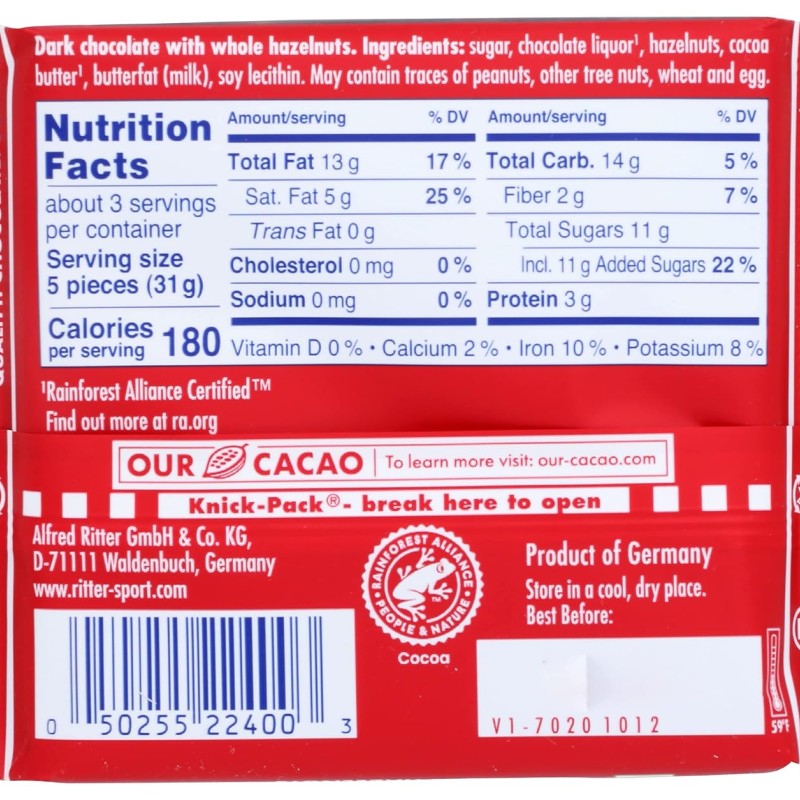 Dark chocolate with whole hazelnuts. Ingredients: sugar, chocolate liquor¹, hazelnuts, cocoa
butter¹, butterfat (milk), soy lecithin. May contain traces of peanuts, other tree nuts, wheat and egg.
Nutrition
Facts
about 3 servings
per container
Serving size
5 pieces (31 g)
Calories
per serving 180
Amount/serving % DV
Total Fat 13 g 17 %
Sat. Fat 5 g 25 %
Trans Fat 0 g
Cholesterol 0 mg 0 %
Sodium 0 mg 0 %
Amount/serving % DV
Total Carb. 14 g 5 %
Fiber 2 g 7 %
Total Sugars 11 g
Incl. 11 g Added Sugars 22 %
Protein 3 g
Vitamin D 0 % • Calcium 2 % • Iron 10 % • Potassium 8 %
¹Rainforest Alliance Certified™
Find out more at ra.org
OUR CACAO | To learn more visit: our-cacao.com
Knick-Pack®- break here to open
Alfred Ritter GmbH & Co. KG,
D-71111 Waldenbuch, Germany
www.ritter-sport.com
RAINFOREST ALLIANCE
PEOPLE & NATURE
TM
Cocoa
Product of Germany
Store in a cool, dry place.
Best Before:
0 50255 22400 3
V1-70201012
59°F